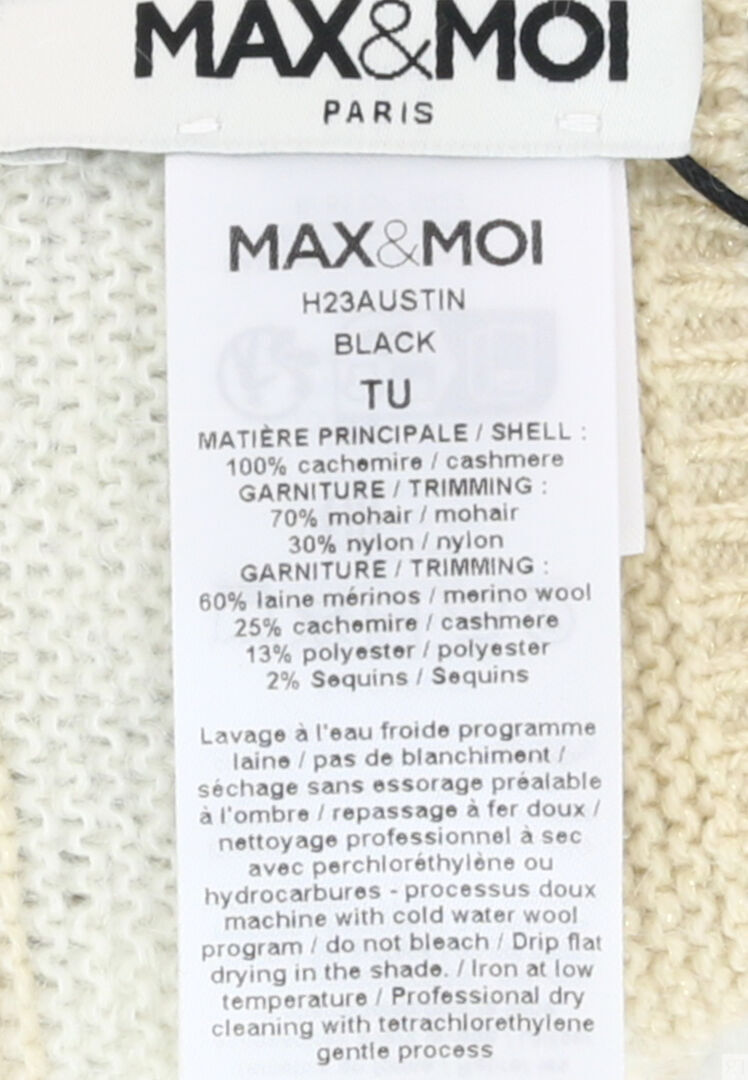 MAX&MOI
PARIS
MAX&MOI
H23AUSTIN
BLACK
TU
MATIÈRE PRINCIPALE / SHELL :
100% cachemire / cashmere
GARNITURE / TRIMMING :
70% mohair / mohair
30% nylon / nylon
GARNITURE / TRIMMING :
60% laine mérinos / merino wool
25% cachemire / cashmere
13% polyester / polyester
2% Sequins / Sequins
Lavage à l'eau froide programme
laine / pas de blanchiment /
séchage sans essorage préalable
à l'ombre / repassage à fer doux /
nettoyage professionnel à sec
avec perchloréthylène ou
hydrocarbures - processus doux
machine with cold water wool
program / do not bleach / Drip flat
drying in the shade. / Iron at low
temperature / Professional dry
cleaning with tetrachlorethylene
gentle process